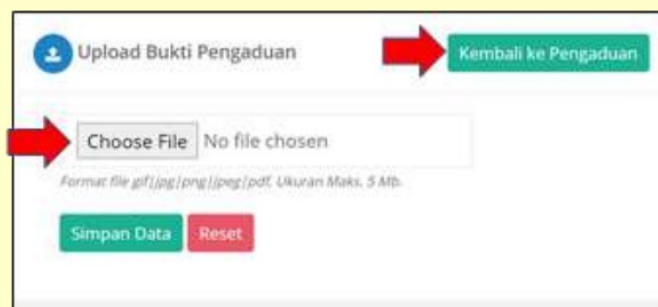 Upload Bukti Pengaduan
Kembali ke Pengaduan
Choose File No file chosen
Format file gif|jpg|png|jpeg|pdf. Ukuran Maks. 5 Mb.
Simpan Data Reset